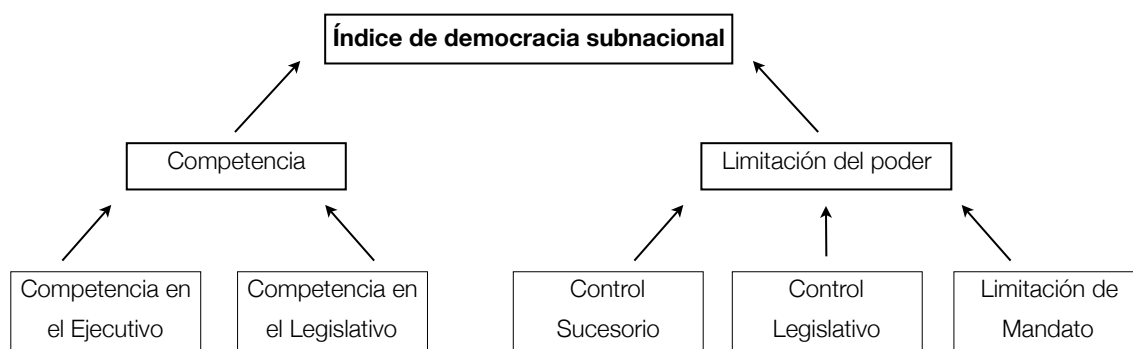 Índice de democracia subnacional
Competencia
Limitación del poder
Competencia en
el Ejecutivo
Competencia en
el Legislativo
Control
Sucesorio
Control
Legislativo
Limitación de
Mandato